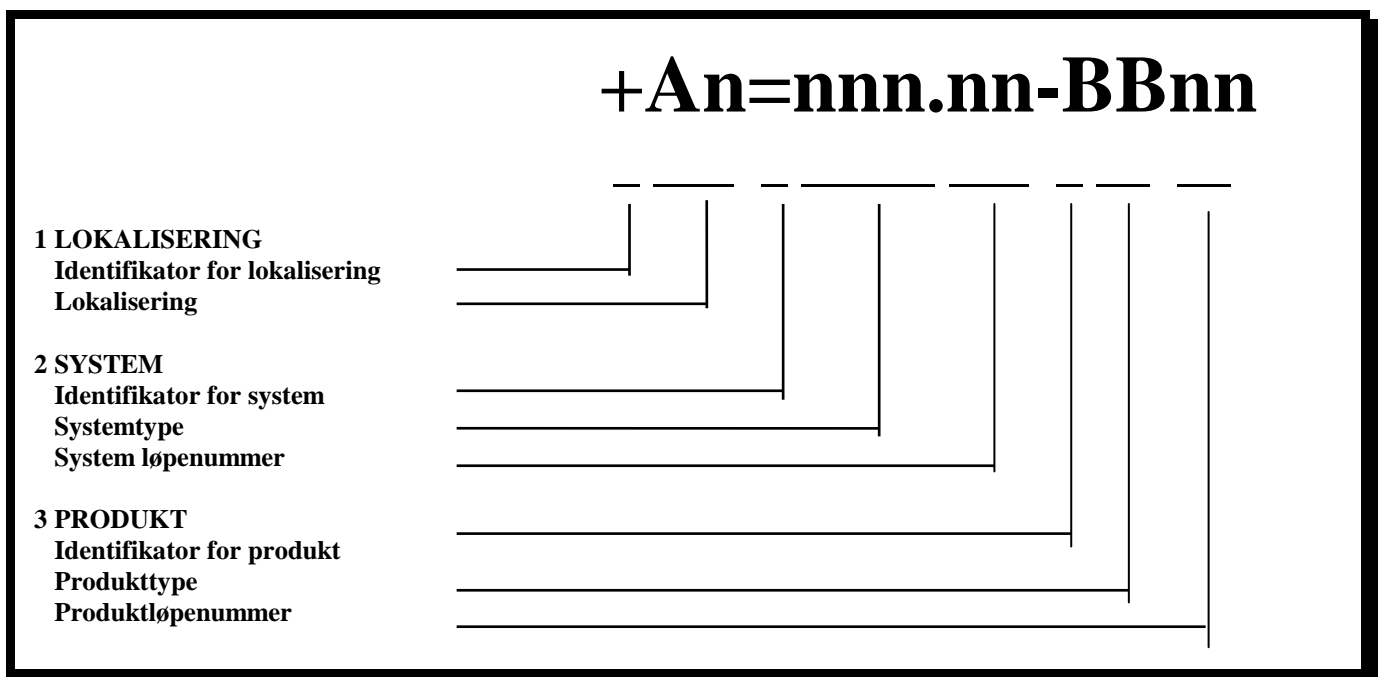 +An=nnn.nn-BBnn
1 LOKALISERING
Identifikator for lokalisering
Lokalisering
2 SYSTEM
Identifikator for system
Systemtype
System løpenummer
3 PRODUKT
Identifikator for produkt
Produkttype
Produktløpenummer